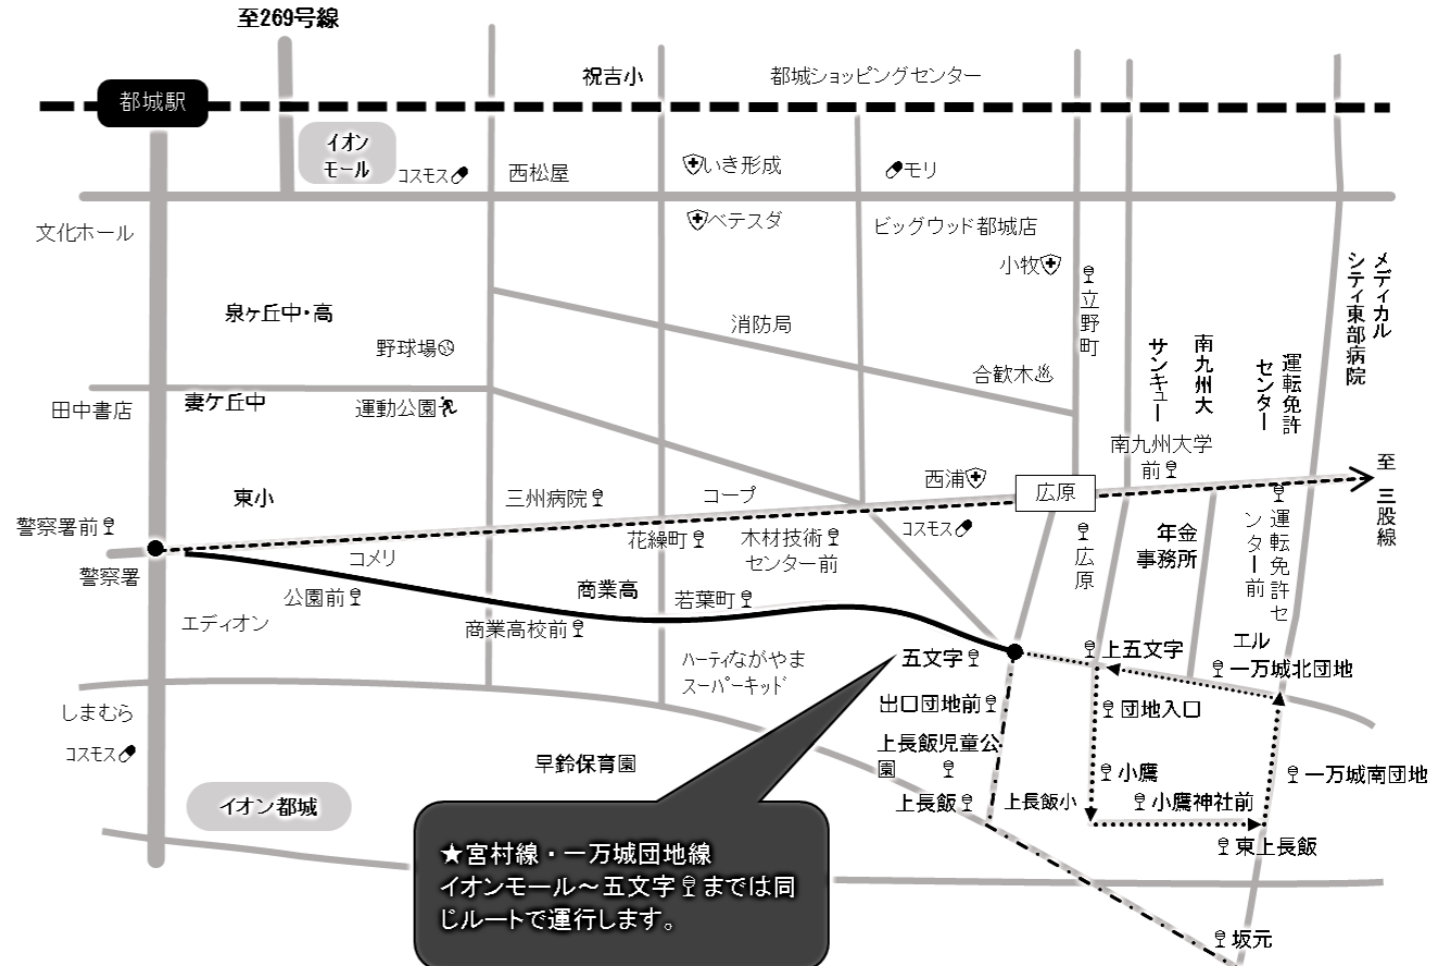 至269号線
祝吉小
都城ショッピングセンター
都城駅
イオン
モール
コスモス
西松屋
いき形成
モリ
文化ホール
ベテスダ
ビッグウッド都城店
小牧
立野町
メディカル
シティ東部病院
泉ヶ丘中・高
消防局
野球場
サンキュー
南九州大
運転免許
センター
合歓木
田中書店
妻ケ丘中
運動公園
南九州大学
前
至 三股線
西浦
広原
東小
三州病院
コープ
警察署前
花繰町
木材技術
センター前
コスモス
広原
年金
事務所
運転免許セ
ンター前
コメリ
警察署
公園前
商業高
若葉町
エディオン
商業高校前
五文字
上五文字
エル
一万城北団地
ハーティながやま
スーパーキッド
出口団地前
団地入口
しまむら
コスモス
早鈴保育園
上長飯児童公
園
小鷹
一万城南団地
イオン都城
上長飯
上長飯小
小鷹神社前
東上長飯
★宮村線・一万城団地線
イオンモール～五文字までは同
じルートで運行します。
坂元